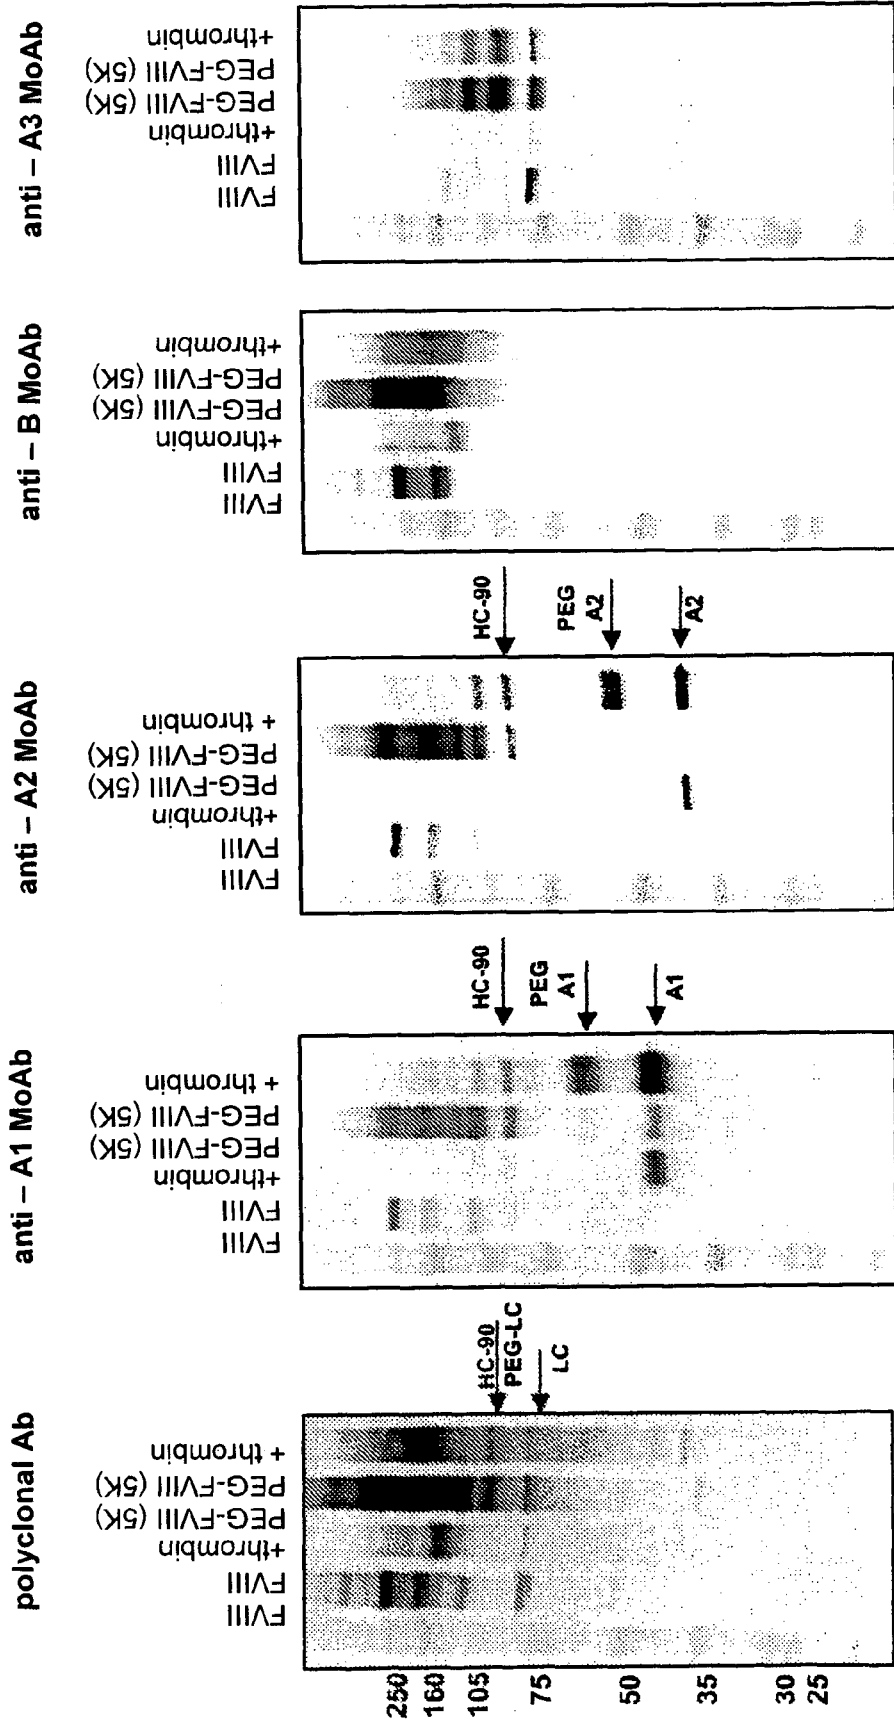 polyclonal Ab
FVIII
FVIII
+thrombin
PEG-FVIII (5K)
PEG-FVIII (5K)
+ thrombin
HC-90
PEG-LC
LC
250
160
105
75
50
35
30
25
anti – A1 MoAb
FVIII
FVIII
+thrombin
PEG-FVIII (5K)
PEG-FVIII (5K)
+ thrombin
HC-90
PEG
A1
A1
anti – A2 MoAb
FVIII
FVIII
+thrombin
PEG-FVIII (5K)
PEG-FVIII (5K)
+ thrombin
HC-90
PEG
A2
A2
anti – B MoAb
FVIII
FVIII
+thrombin
PEG-FVIII (5K)
PEG-FVIII (5K)
+thrombin
anti – A3 MoAb
FVIII
FVIII
+thrombin
PEG-FVIII (5K)
PEG-FVIII (5K)
+thrombin